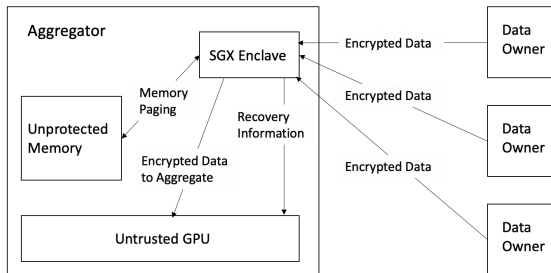 Aggregator
SGX Enclave
Encrypted Data
Data
Owner
Memory
Paging
Encrypted Data
Unprotected
Memory
Recovery
Information
Data
Owner
Encrypted Data
to Aggregate
Encrypted Data
Untrusted GPU
Data
Owner